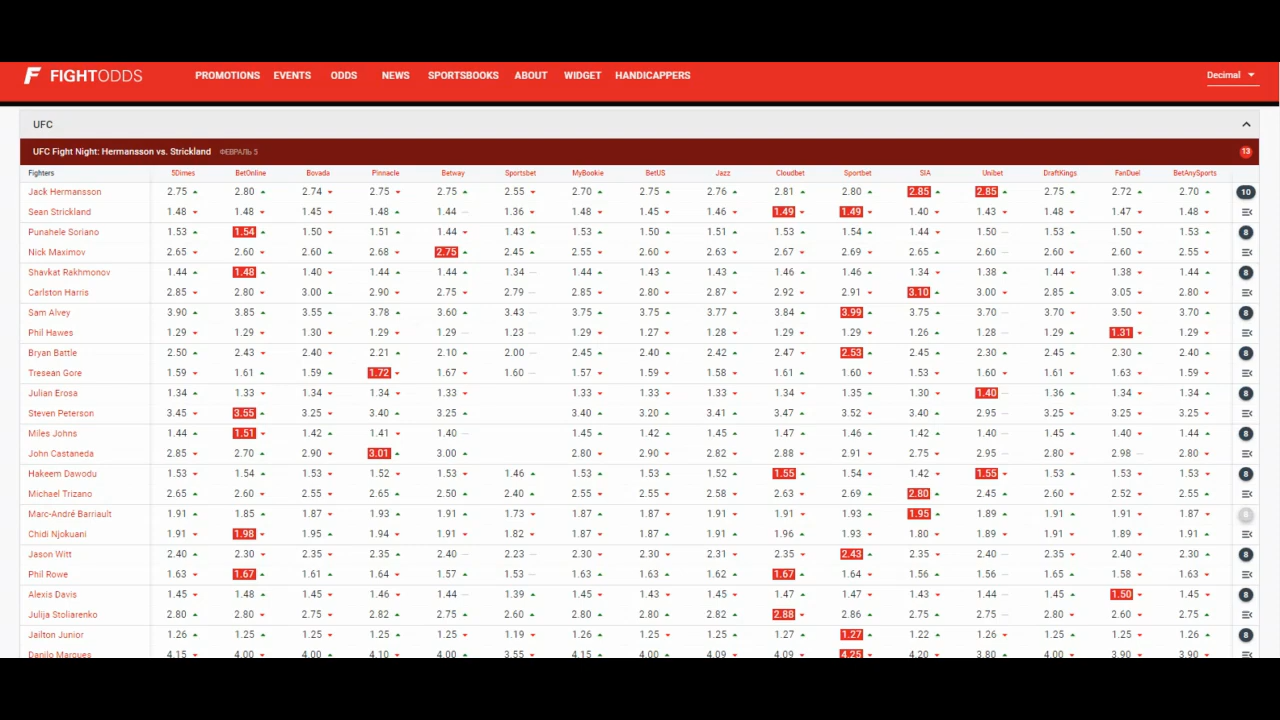 FIGHTODDS PROMOTIONS EVENTS ODDS NEWS SPORTSBOOKS ABOUT WIDGET HANDICAPPERS Decimal
UFC
UFC Fight Night: Hermansson vs. Strickland ФЕВРАЛЬ 5 13
Fighters 5Dimes BetOnline Bovada Pinnacle Betway Sportsbet MyBookie BetUS Jazz Cloudbet Sportbet SIA Unibet DraftKings FanDuel BetAnySports
Jack Hermansson 2.75 2.80 2.74 2.75 2.75 2.55 2.70 2.75 2.76 2.81 2.80 2.85 2.85 2.75 2.72 2.70 10
Sean Strickland 1.48 1.48 1.45 1.48 1.44 1.36 1.48 1.45 1.46 1.49 1.49 1.40 1.43 1.48 1.47 1.48
Punahele Soriano 1.53 1.54 1.50 1.51 1.44 1.43 1.53 1.50 1.51 1.53 1.54 1.44 1.50 1.53 1.50 1.53 8
Nick Maximov 2.65 2.60 2.60 2.68 2.75 2.45 2.55 2.60 2.63 2.67 2.69 2.65 2.60 2.60 2.60 2.55
Shavkat Rakhmonov 1.44 1.48 1.40 1.44 1.44 1.34 1.44 1.43 1.44 1.46 1.46 1.34 1.38 1.44 1.38 1.44 8
Carlston Harris 2.85 2.80 3.00 2.90 2.75 2.79 2.85 2.80 2.87 2.92 2.91 3.10 3.00 2.85 3.05 2.80
Sam Alvey 3.90 3.85 3.55 3.78 3.60 3.43 3.75 3.75 3.77 3.84 3.99 3.75 3.70 3.70 3.50 3.70 8
Phil Hawes 1.29 1.29 1.30 1.29 1.29 1.23 1.29 1.27 1.28 1.29 1.29 1.26 1.28 1.29 1.31 1.29
Bryan Battle 2.50 2.43 2.40 2.21 2.10 2.00 2.45 2.40 2.42 2.47 2.53 2.45 2.30 2.45 2.30 2.40 8
Tresean Gore 1.59 1.61 1.59 1.72 1.67 1.60 1.57 1.59 1.58 1.61 1.60 1.53 1.60 1.61 1.63 1.59
Julian Erosa 1.34 1.33 1.34 1.34 1.33 1.33 1.33 1.33 1.34 1.35 1.30 1.40 1.36 1.34 1.34 8
Steven Peterson 3.45 3.55 3.25 3.40 3.25 3.40 3.20 3.41 3.47 3.52 3.40 2.95 3.25 3.25 3.25
Miles Johns 1.44 1.51 1.42 1.41 1.40 1.45 1.42 1.45 1.47 1.46 1.42 1.40 1.45 1.40 1.44 8
John Castaneda 2.85 2.70 2.90 3.01 3.00 2.80 2.90 2.82 2.88 2.91 2.75 2.95 2.80 2.98 2.80
Hakeem Dawodu 1.53 1.54 1.53 1.52 1.53 1.46 1.53 1.53 1.52 1.55 1.54 1.42 1.55 1.53 1.53 1.53 8
Michael Trizano 2.65 2.60 2.55 2.65 2.50 2.40 2.55 2.55 2.58 2.63 2.69 2.80 2.45 2.60 2.52 2.55
Marc-André Barriault 1.91 1.85 1.87 1.93 1.91 1.73 1.87 1.87 1.91 1.91 1.93 1.95 1.89 1.91 1.91 1.87 8
Chidi Njokuani 1.91 1.98 1.95 1.94 1.91 1.82 1.87 1.87 1.91 1.96 1.93 1.80 1.89 1.91 1.89 1.91
Jason Witt 2.40 2.30 2.35 2.35 2.40 2.23 2.30 2.30 2.31 2.35 2.43 2.35 2.40 2.35 2.40 2.30 8
Phil Rowe 1.63 1.67 1.61 1.64 1.57 1.53 1.63 1.63 1.62 1.67 1.64 1.56 1.56 1.65 1.58 1.63
Alexis Davis 1.45 1.48 1.45 1.46 1.44 1.39 1.45 1.43 1.45 1.47 1.47 1.43 1.44 1.45 1.50 1.45 8
Julija Stoliarenko 2.80 2.80 2.75 2.82 2.75 2.60 2.80 2.80 2.82 2.88 2.86 2.75 2.75 2.80 2.60 2.75
Jailton Junior 1.26 1.25 1.25 1.25 1.25 1.19 1.26 1.25 1.25 1.27 1.27 1.22 1.26 1.25 1.25 1.26 8
Danilo Marques 4.15 4.00 4.00 4.10 4.00 3.55 4.15 4.00 4.09 4.09 4.25 4.20 3.80 4.00 3.90 3.90